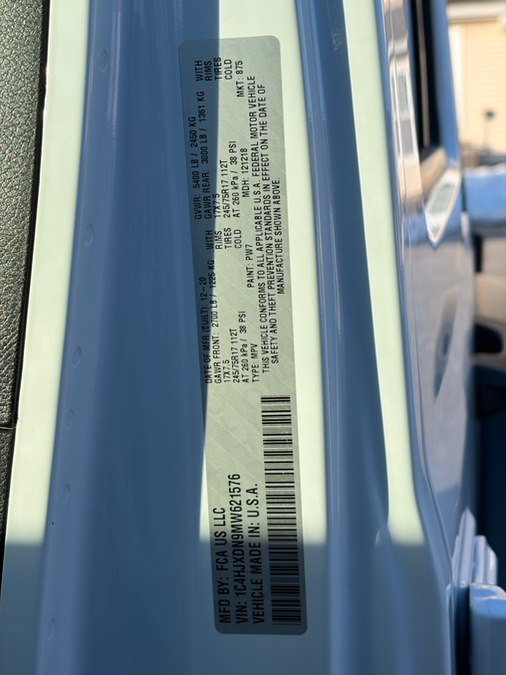 MFD BY: FCA US LLC
DATE OF MFR (BUILT): 12-20
GVWR: 5400 LB / 2450 KG
GAWR FRONT: 2700 LB / 1226 KG WITH
GAWR REAR: 3000 LB / 1361 KG WITH
17X7.5 RIMS
17X7.5 RIMS
245/75R17 112T TIRES
245/75R17 112T TIRES
AT 260 kPa / 38 PSI COLD
AT 260 kPa / 38 PSI COLD
VIN: 1C4HJXDN9MW621576
TYPE: MPV
PAINT: PW7
MDH: 121218
MKT: 875
VEHICLE MADE IN: U.S.A.
THIS VEHICLE CONFORMS TO ALL APPLICABLE U.S.A. FEDERAL MOTOR VEHICLE
SAFETY AND THEFT PREVENTION STANDARDS IN EFFECT ON THE DATE OF
MANUFACTURE SHOWN ABOVE.